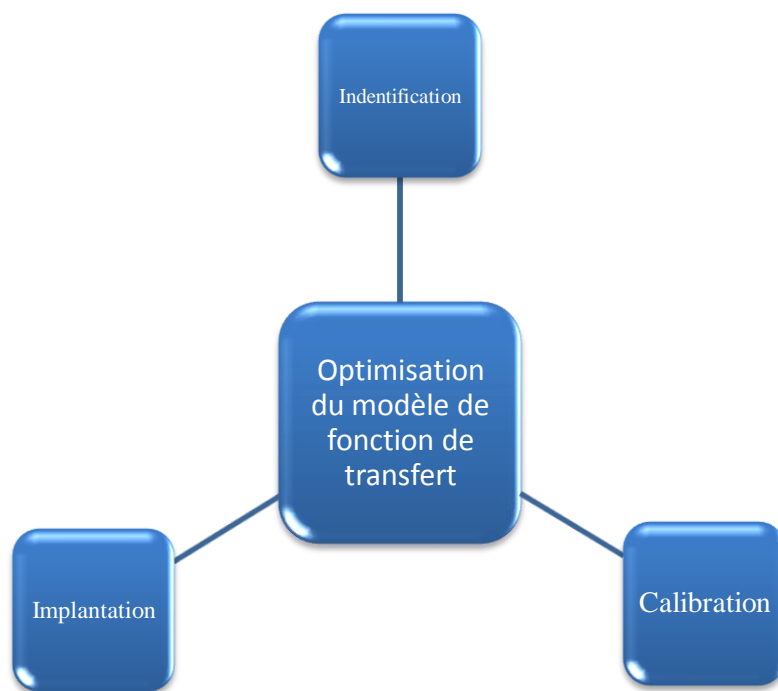 Indentification
Optimisation
du modèle de
fonction de
transfert
Implantation
Calibration